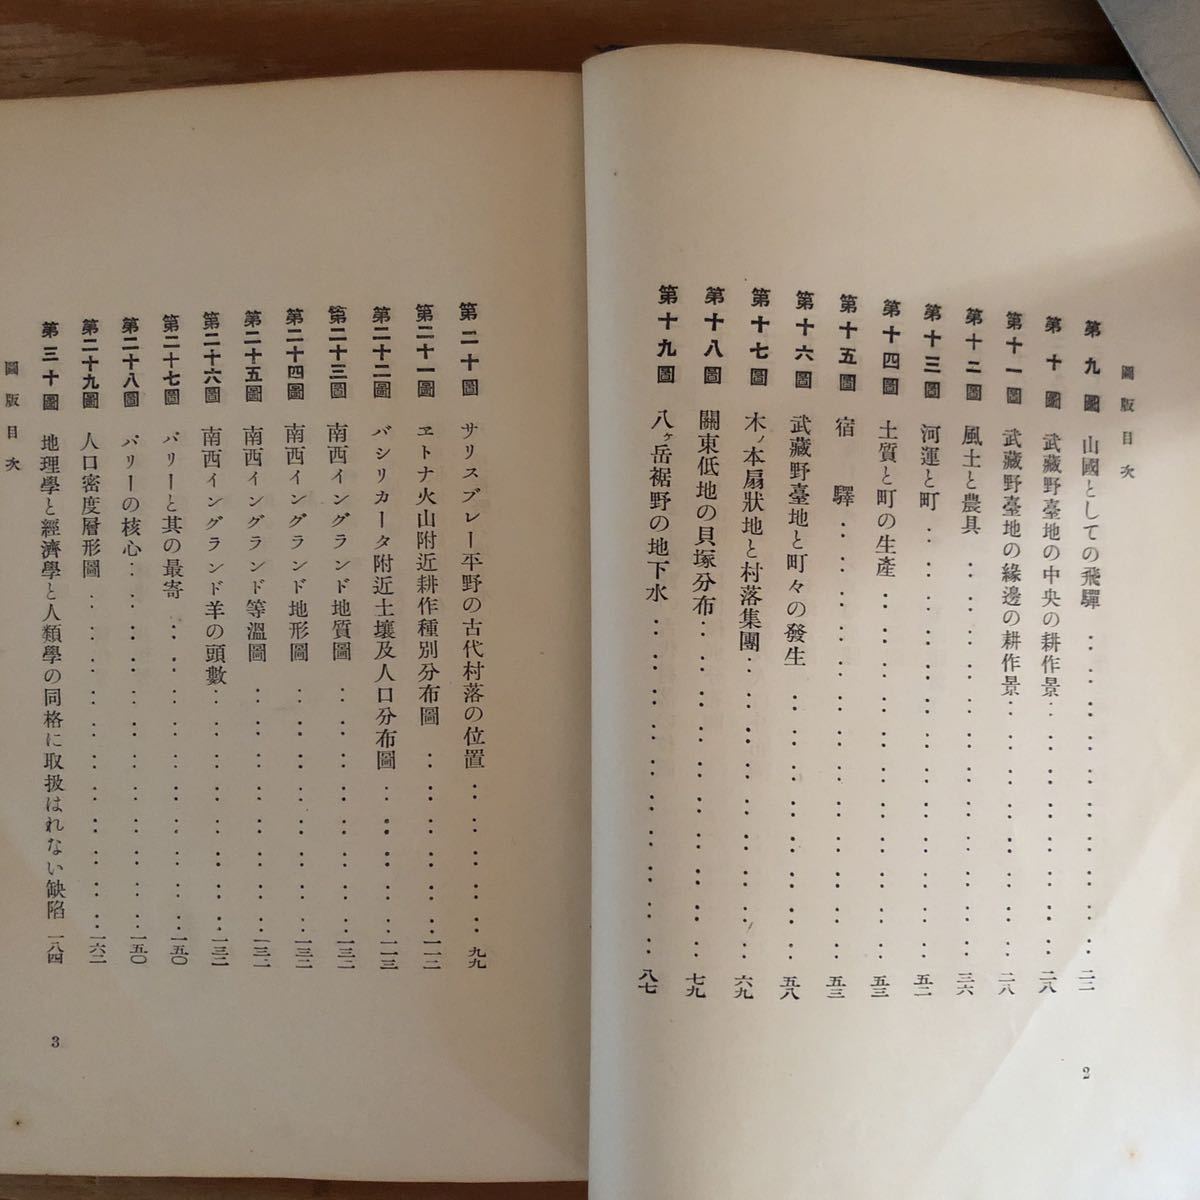 圖版目次
第九圖 山國としての飛驒 二二
第十圖 武藏野臺地の中央の耕作景 二八
第十一圖 武藏野臺地の緣邊の耕作景 二八
第十二圖 風土と農具 三六
第十三圖 河運と町 五二
第十四圖 土質と町の生產 五三
第十五圖 宿驛 五三
第十六圖 武藏野臺地と町々の發生 五八
第十七圖 木ノ本扇狀地と村落集團 六九
第十八圖 關東低地の貝塚分布 七九
第十九圖 八ヶ岳裾野の地下水 八七
2
第二十圖 サリスブレー平野の古代村落の位置 九九
第二十一圖 ヱトナ火山附近耕作種別分布圖 一一二
第二十二圖 バシリカータ附近土壤及人口分布圖 一二三
第二十三圖 南西イングランド地質圖 一三二
第二十四圖 南西イングランド地形圖 一三二
第二十五圖 南西イングランド等溫圖 一三二
第二十六圖 南西イングランド羊の頭數 一三二
第二十七圖 パリーと其の最寄 一五〇
第二十八圖 パリーの核心 一五〇
第二十九圖 人口密度層形圖 一六二
第三十圖 地理學と經濟學と人類學の同格に取扱はれない缺陷 一八四
圖版目次
3